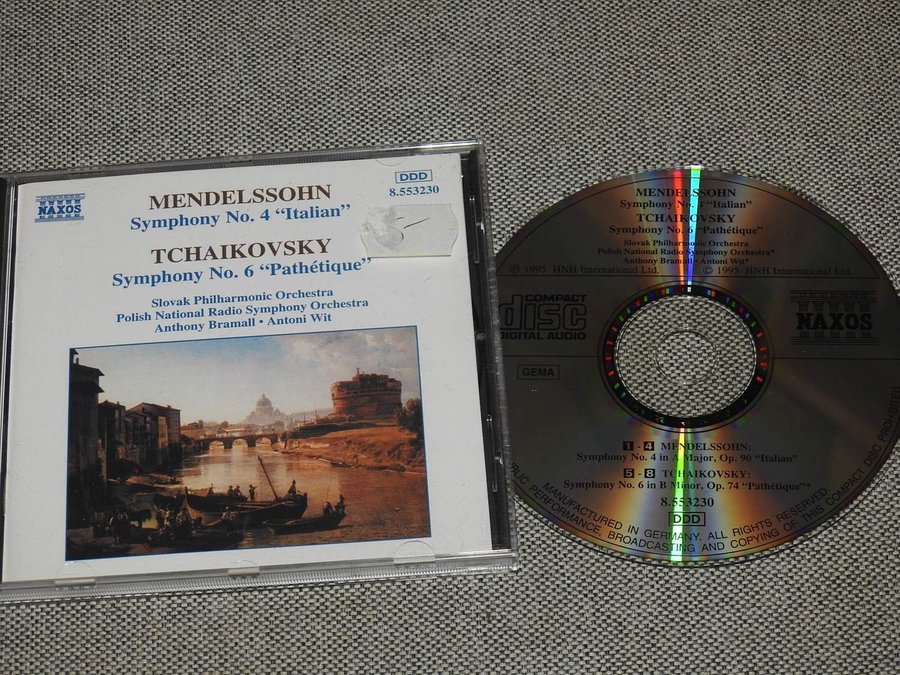 NAXOS
DDD
8.553230
MENDELSSOHN
Symphony No. 4 “Italian”
TCHAIKOVSKY
Symphony No. 6 “Pathétique”
Slovak Philharmonic Orchestra
Polish National Radio Symphony Orchestra
Anthony Bramall • Antoni Wit
MENDELSSOHN
Symphony No. 4 “Italian”
TCHAIKOVSKY
Symphony No. 6 “Pathétique”
Slovak Philharmonic Orchestra
Polish National Radio Symphony Orchestra*
Anthony Bramall • Antoni Wit*
℗ 1995 HNH International Ltd. © 1995 HNH International Ltd.
COMPACT
disc
DIGITAL AUDIO
NAXOS
GEMA
1 - 4 MENDELSSOHN:
Symphony No. 4 in A Major, Op. 90 “Italian”
5 - 8 TCHAIKOVSKY:
Symphony No. 6 in B Minor, Op. 74 “Pathétique”*
8.553230
DDD
MANUFACTURED IN GERMANY. ALL RIGHTS RESERVED
PUBLIC PERFORMANCE, BROADCASTING AND COPYING OF THIS COMPACT DISC PROHIBITED